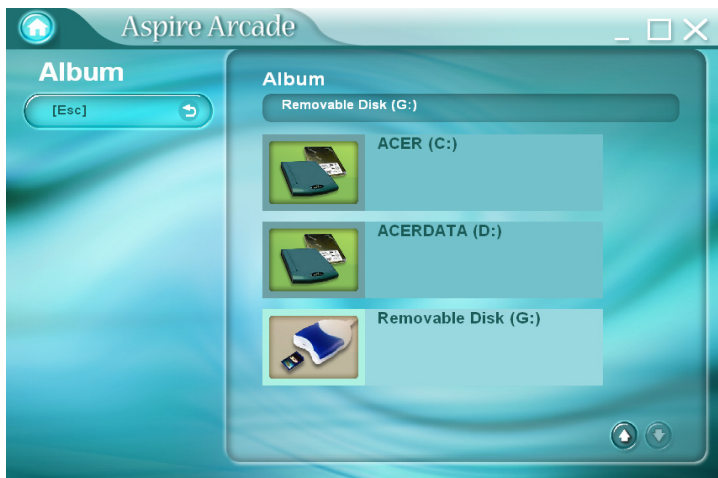 Aspire Arcade
Album
[Esc]
Album
Removable Disk (G:)
ACER (C:)
ACERDATA (D:)
Removable Disk (G:)